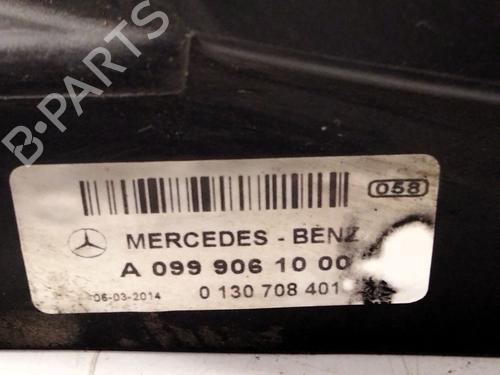 B·PARTS
058
MERCEDES - BENZ
A 099 906 10 00
06-03-2014 0 130 708 401